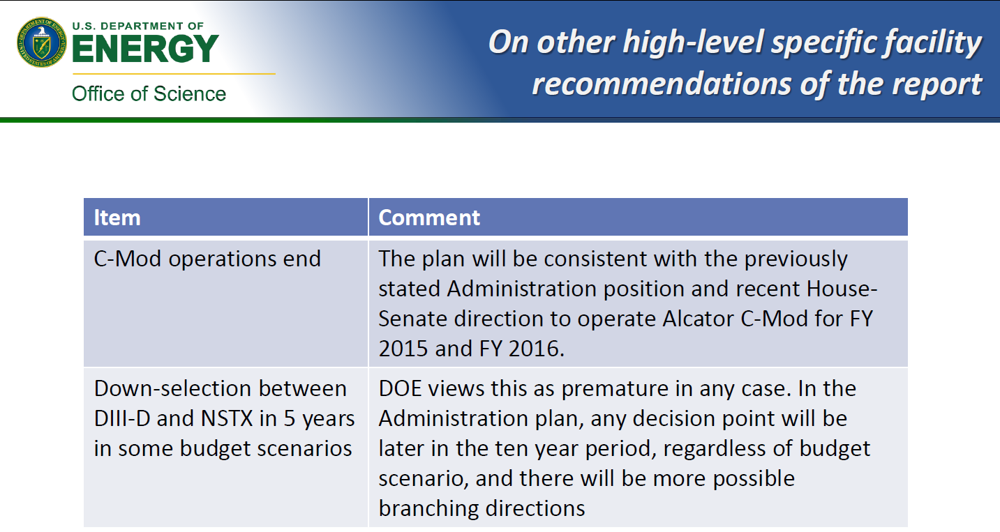 U.S. DEPARTMENT OF
ENERGY
Office of Science
On other high-level specific facility
recommendations of the report
Item
Comment
C-Mod operations end
The plan will be consistent with the previously
stated Administration position and recent House-
Senate direction to operate Alcator C-Mod for FY
2015 and FY 2016.
Down-selection between
DIII-D and NSTX in 5 years
in some budget scenarios
DOE views this as premature in any case. In the
Administration plan, any decision point will be
later in the ten year period, regardless of budget
scenario, and there will be more possible
branching directions